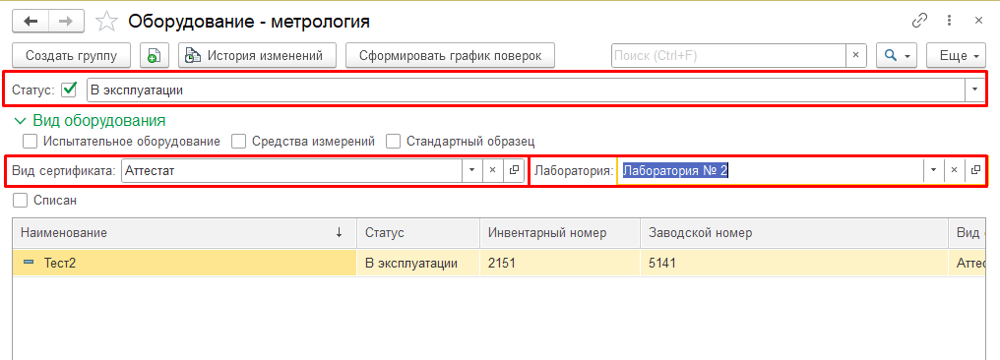 Оборудование - метрология
Создать группу История изменений Сформировать график поверок Поиск (Ctrl+F) Еще
Статус: В эксплуатации
Вид оборудования
Испытательное оборудование Средства измерений Стандартный образец
Вид сертификата: Аттестат Лаборатория: Лаборатория № 2
Списан
Наименование Статус Инвентарный номер Заводской номер Вид
Тест2 В эксплуатации 2151 5141 Аттес